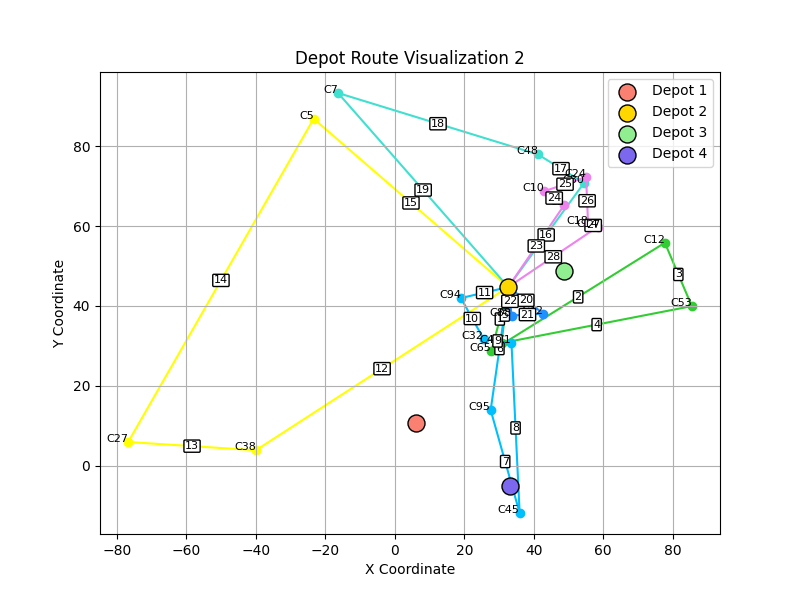 Depot Route Visualization 2
Depot 1
Depot 2
Depot 3
Depot 4
C7
C5
18
C48
17
C24
25
C10
24
26
19
15
C18
27
16
23
28
C12
14
3
C94
11
22
20
2
C53
10
21
1
4
C32
9
C65
6
12
C95
8
C27
13
C38
7
C45
Y Coordinate
80
60
40
20
0
−80
−60
−40
−20
0
20
40
60
80
X Coordinate